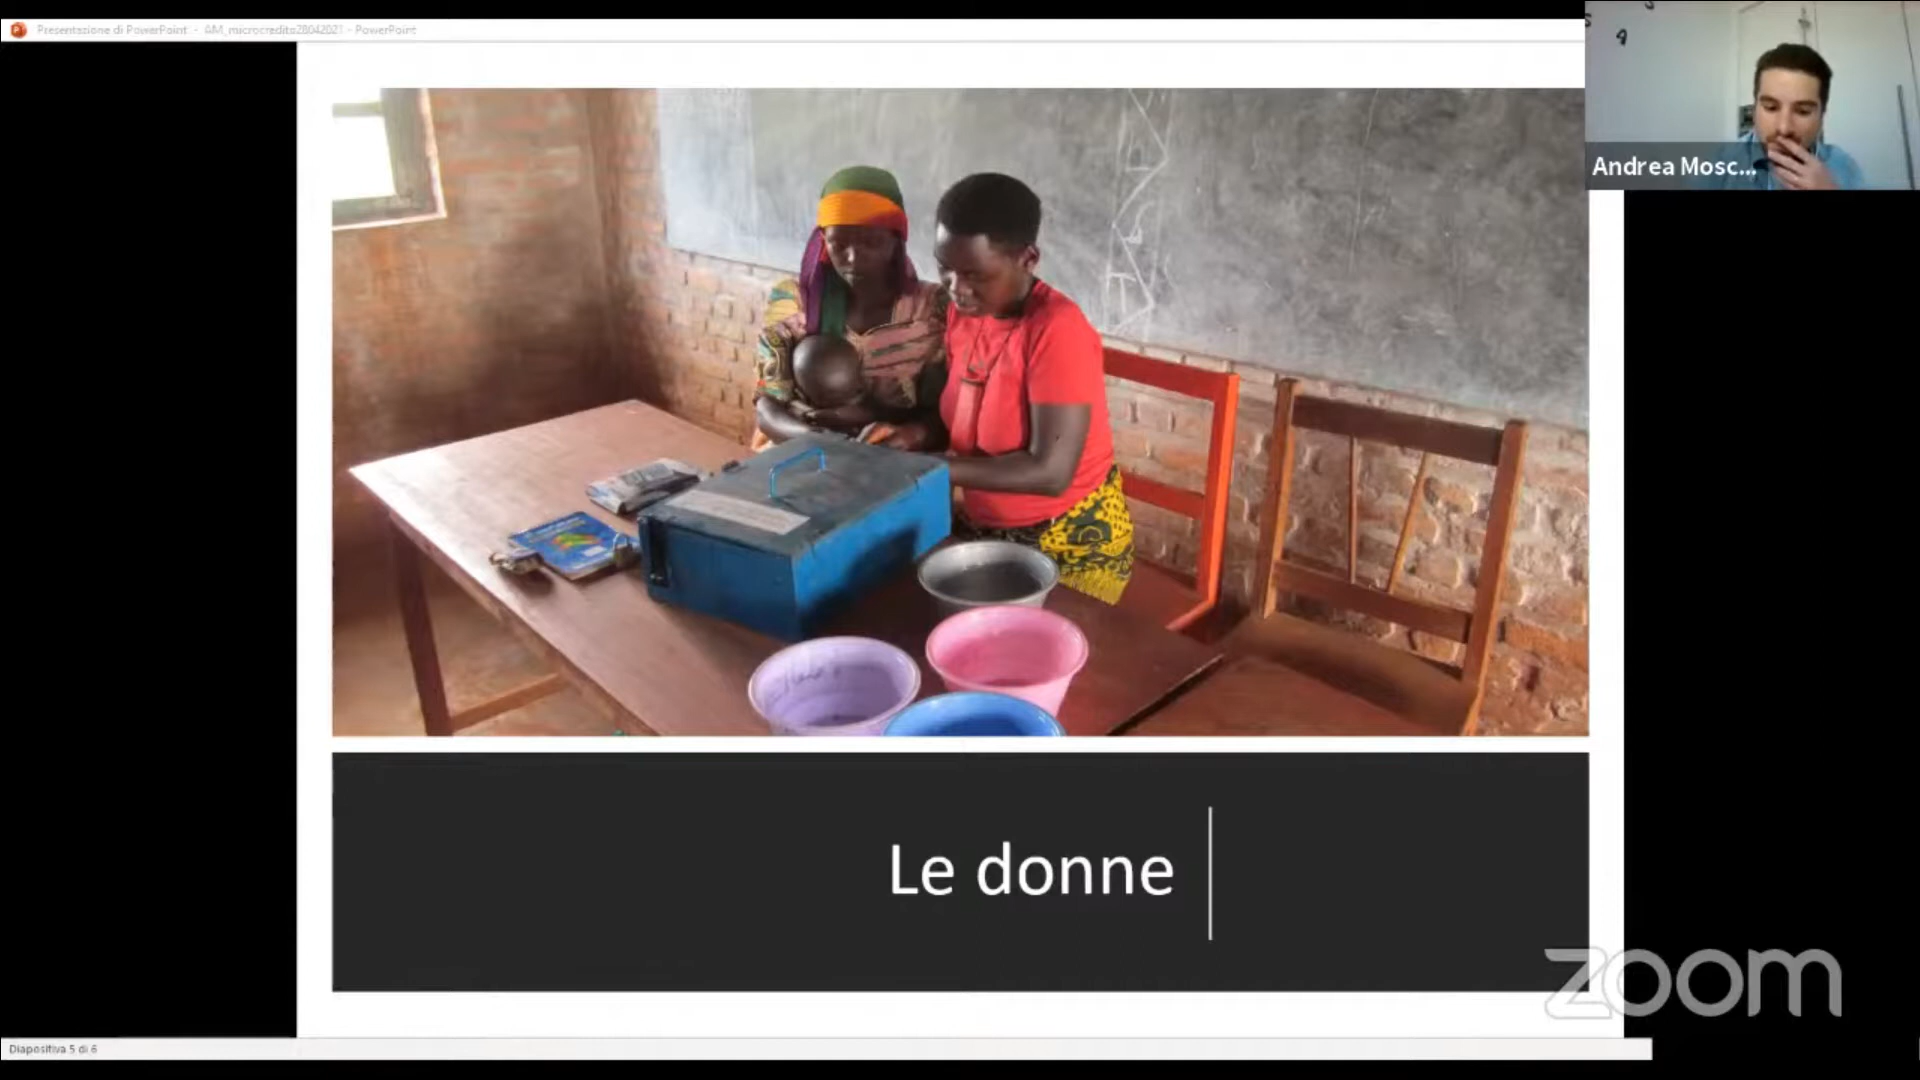 Presentazione di PowerPoint - AM_microcredito28042021 - PowerPoint
Andrea Mosc...
Le donne
zoom
Diapositiva 5 di 6